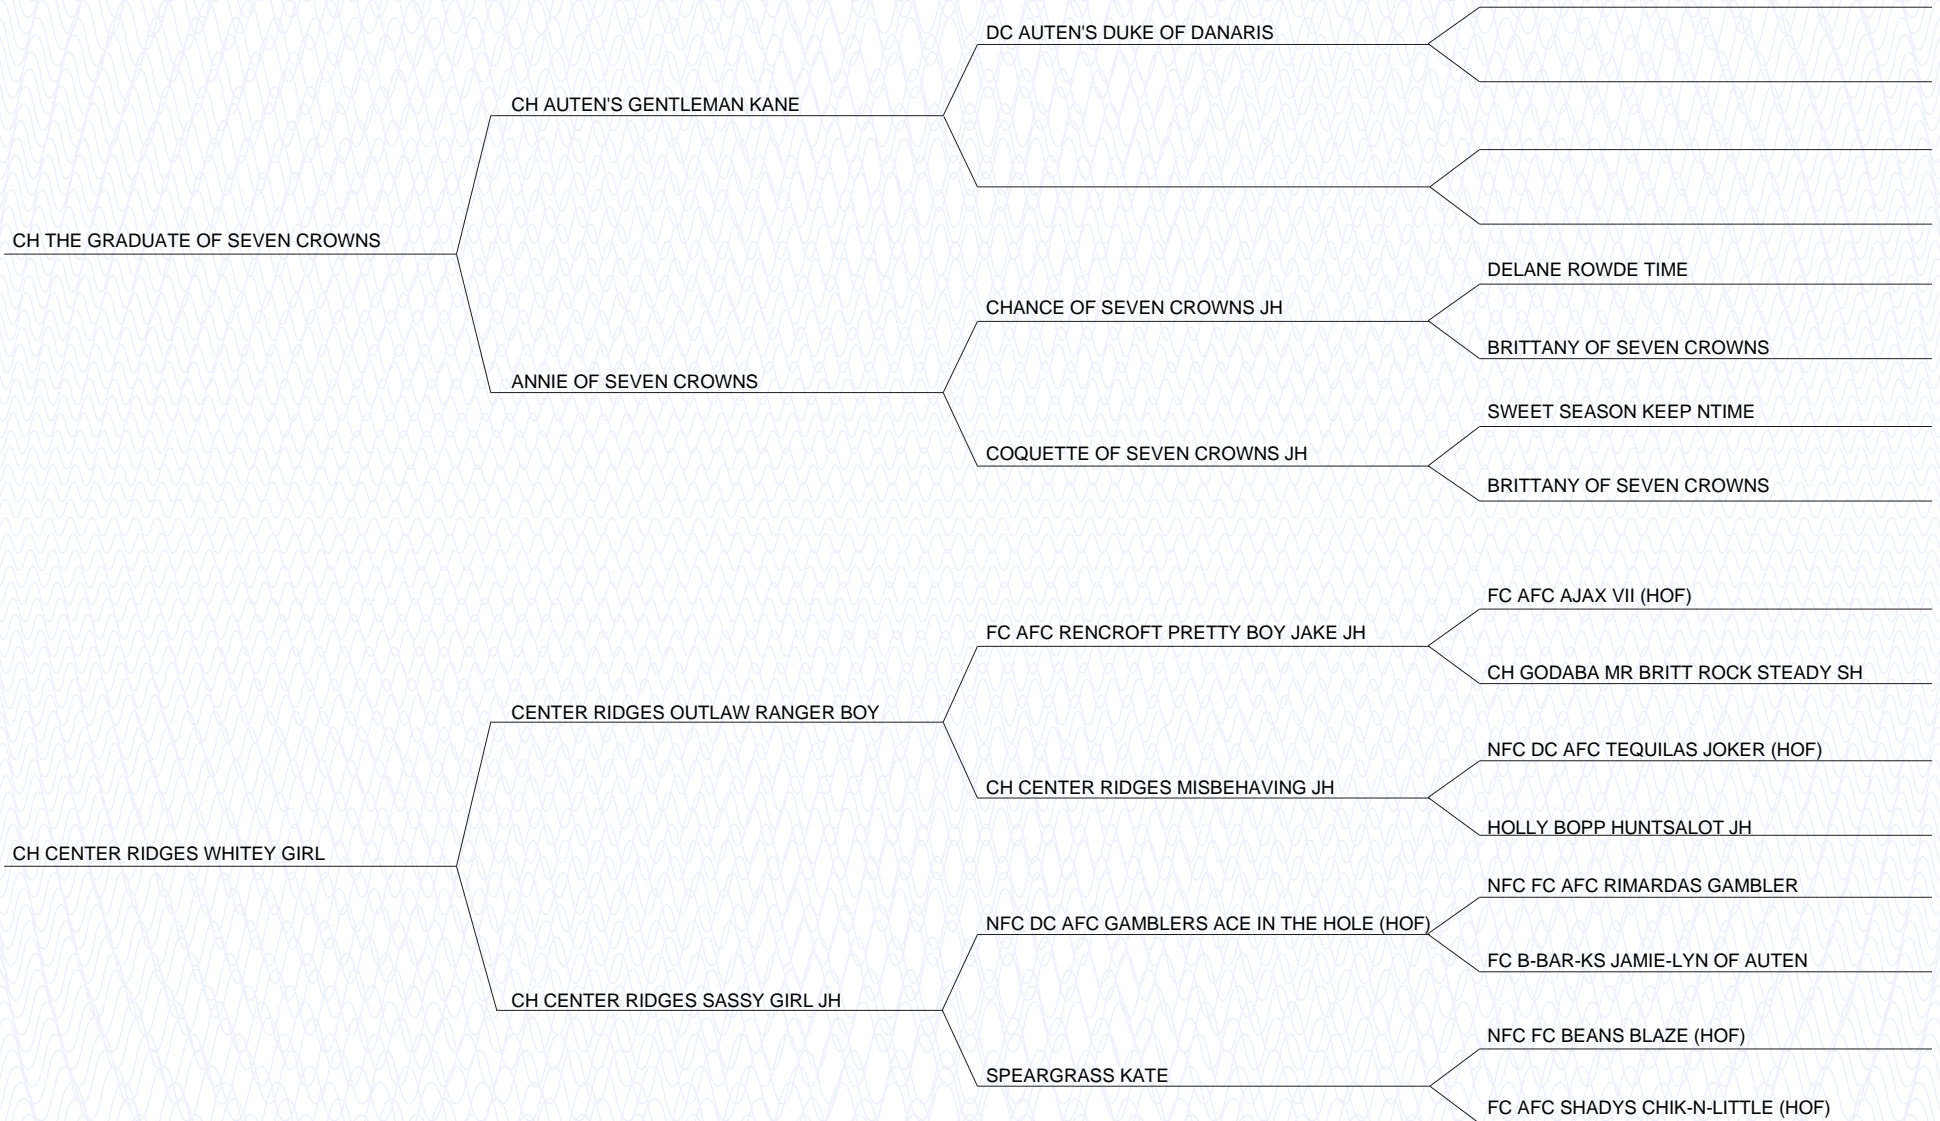 DC AUTEN'S DUKE OF DANARIS
CH AUTEN'S GENTLEMAN KANE
CH THE GRADUATE OF SEVEN CROWNS
DELANE ROWDE TIME
CHANCE OF SEVEN CROWNS JH
BRITTANY OF SEVEN CROWNS
ANNIE OF SEVEN CROWNS
SWEET SEASON KEEP NTIME
COQUETTE OF SEVEN CROWNS JH
BRITTANY OF SEVEN CROWNS
FC AFC AJAX VII (HOF)
FC AFC RENCROFT PRETTY BOY JAKE JH
CH GODABA MR BRITT ROCK STEADY SH
CENTER RIDGES OUTLAW RANGER BOY
NFC DC AFC TEQUILAS JOKER (HOF)
CH CENTER RIDGES MISBEHAVING JH
HOLLY BOPP HUNTSALOT JH
CH CENTER RIDGES WHITEY GIRL
NFC FC AFC RIMARDAS GAMBLER
NFC DC AFC GAMBLERS ACE IN THE HOLE (HOF)
FC B-BAR-KS JAMIE-LYN OF AUTEN
CH CENTER RIDGES SASSY GIRL JH
NFC FC BEANS BLAZE (HOF)
SPEARGRASS KATE
FC AFC SHADYS CHIK-N-LITTLE (HOF)